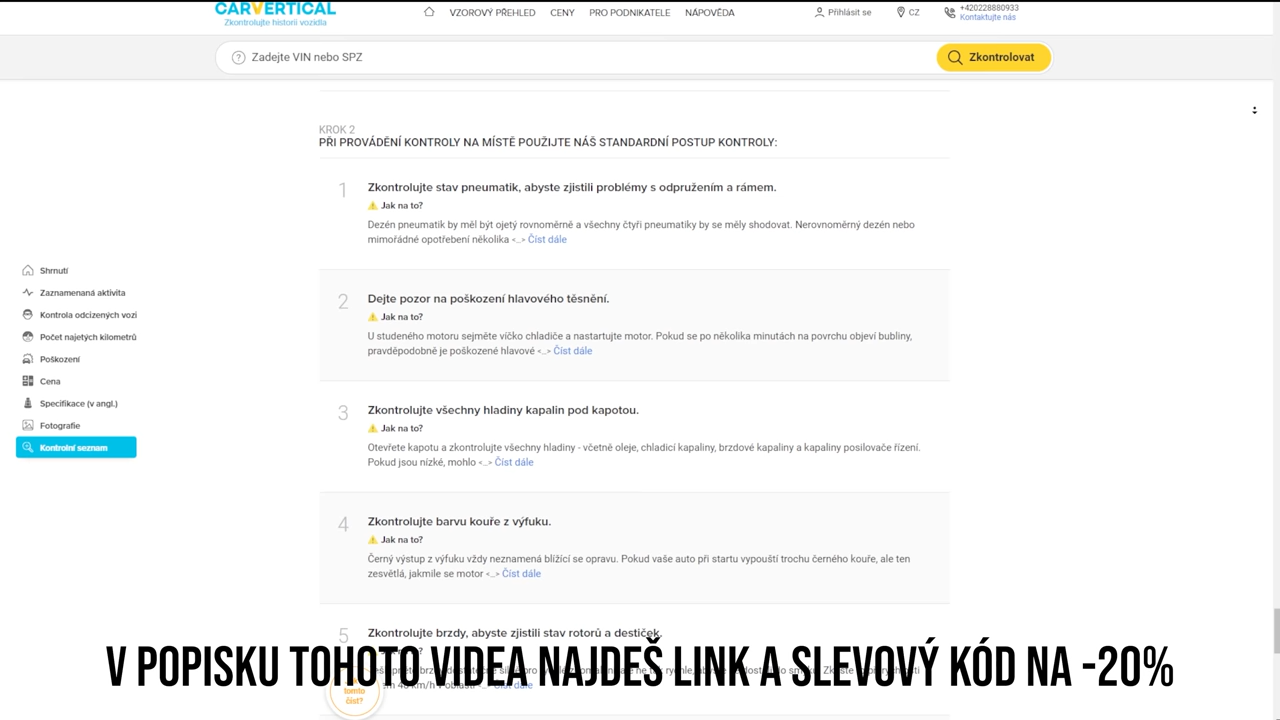 CARVERTICAL
Zkontrolujte historii vozidla
VZOROVÝ PŘEHLED CENY PRO PODNIKATELE NÁPOVĚDA
Přihlásit se
CZ
+420228880933
Kontaktujte nás
Zadejte VIN nebo SPZ
Zkontrolovat
KROK 2
PŘI PROVÁDĚNÍ KONTROLY NA MÍSTĚ POUŽIJTE NÁŠ STANDARDNÍ POSTUP KONTROLY:
1 Zkontrolujte stav pneumatik, abyste zjistili problémy s odpružením a rámem.
Jak na to?
Dezén pneumatik by měl být ojetý rovnoměrně a všechny čtyři pneumatiky by se měly shodovat. Nerovnoměrný dezén nebo
mimořádné opotřebení několika <...> Číst dále
2 Dejte pozor na poškození hlavového těsnění.
Jak na to?
U studeného motoru sejměte víčko chladiče a nastartujte motor. Pokud se po několika minutách na povrchu objeví bubliny,
pravděpodobně je poškozené hlavové <...> Číst dále
3 Zkontrolujte všechny hladiny kapalin pod kapotou.
Jak na to?
Otevřete kapotu a zkontrolujte všechny hladiny - včetně oleje, chladicí kapaliny, brzdové kapaliny a kapaliny posilovače řízení.
Pokud jsou nízké, mohlo <...> Číst dále
4 Zkontrolujte barvu kouře z výfuku.
Jak na to?
Černý výstup z výfuku vždy neznamená blížící se opravu. Pokud vaše auto při startu vypouští trochu černého kouře, ale ten
zesvětlá, jakmile se motor <...> Číst dále
5 Zkontrolujte brzdy, abyste zjistili stav rotorů a destiček.
Číst dále
Shrnutí
Zaznamenaná aktivita
Kontrola odcizených vozi
Počet najetých kilometrů
Poškození
Cena
Specifikace (v angl.)
Fotografie
Kontrolní seznam
tomto
číst?
V POPISKU TOHOTO VIDEA NAJDEŠ LINK A SLEVOVÝ KÓD NA -20%